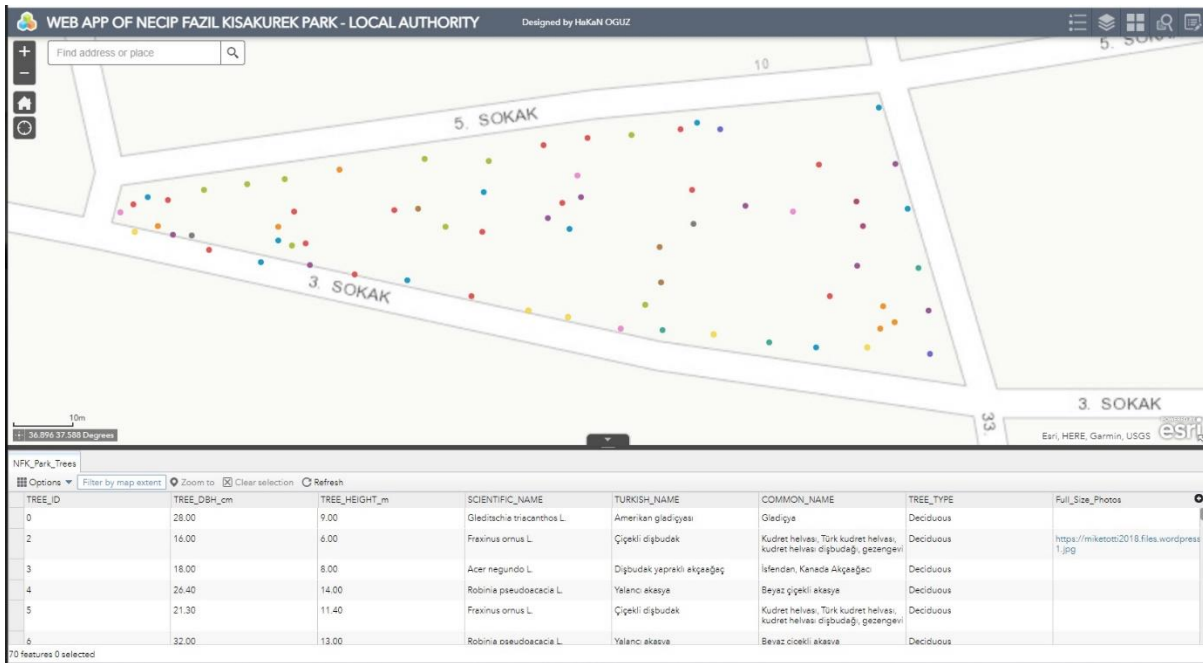 WEB APP OF NECIP FAZIL KISAKUREK PARK - LOCAL AUTHORITY Designed by HaKaN OGUZ
Find address or place
5. SOKAK
10
5. SOKAK
3. SOKAK
3. SOKAK
33.
10m
36.896 37.588 Degrees
Esri, HERE, Garmin, USGS
esri
NFK_Park_Trees
Options Filter by map extent Zoom to Clear selection Refresh
TREE_ID TREE_DBH_cm TREE_HEIGHT_m SCIENTIFIC_NAME TURKISH_NAME COMMON_NAME TREE_TYPE Full_Size_Photos
0 28.00 9.00 Gleditschia triacanthos L. Amerikan gladiçyası Gladiçya Deciduous
2 16.00 6.00 Fraxinus ornus L. Çiçekli dişbudak Kudret helvası, Türk kudret helvası, Deciduous https://miketotti2018.files.wordpress
kudret helvası dişbudağı, gezengevi 1.jpg
3 18.00 8.00 Acer negundo L. Dişbudak yapraklı akçaağaç İsfendan, Kanada Akçaağacı Deciduous
4 26.40 14.00 Robinia pseudoacacia L. Yalancı akasya Beyaz çiçekli akasya Deciduous
5 21.30 11.40 Fraxinus ornus L. Çiçekli dişbudak Kudret helvası, Türk kudret helvası, Deciduous
kudret helvası dişbudağı, gezengevi
6 32.00 13.00 Robinia pseudoacacia L. Yalancı akasya Beyaz çiçekli akasya Deciduous
70 features 0 selected